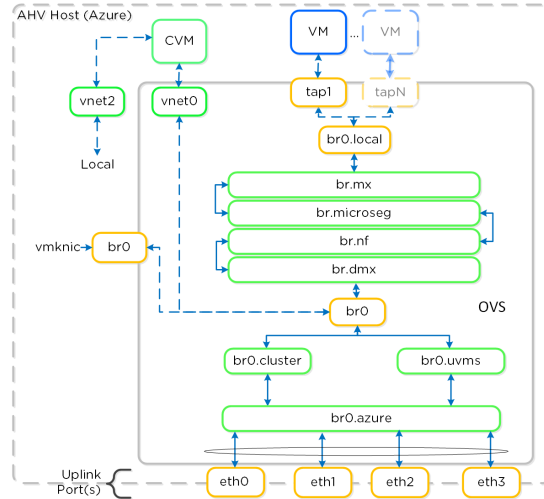 AHV Host (Azure)
CVM
VM
...
VM
vnet2
vnet0
tap1
tapN
br0.local
Local
br.mx
br.microseg
br.nf
br.dmx
vmknic
br0
br0
OVS
br0.cluster
br0.uvms
br0.azure
Uplink
Port(s)
eth0
eth1
eth2
eth3